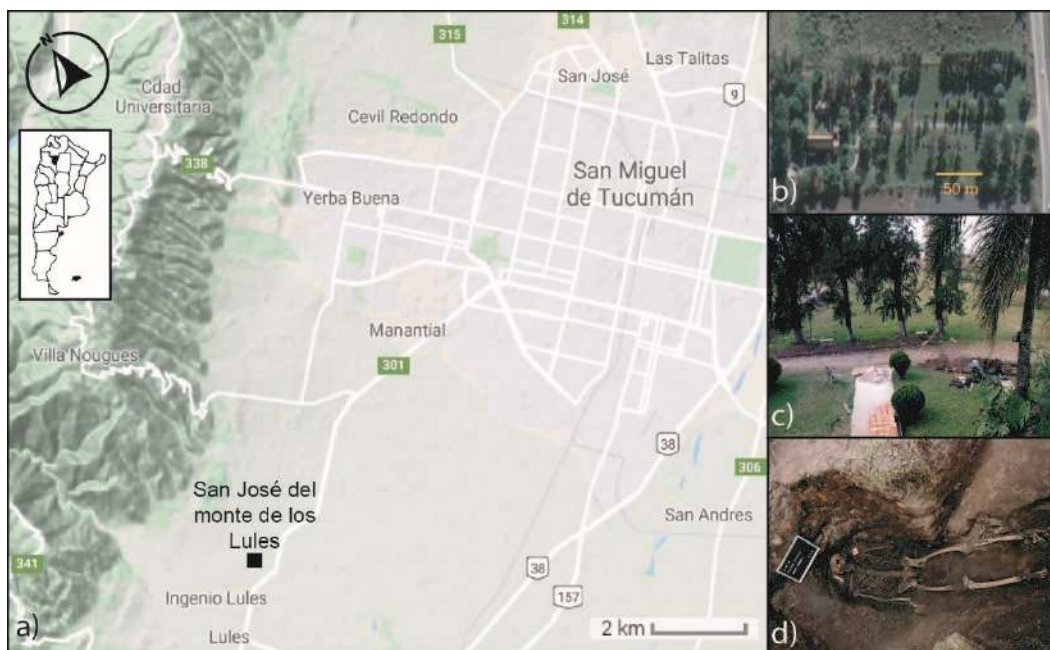 N
Cdad
Universitaria
315
314
Las Talitas
San José
9
Cevil Redondo
338
San Miguel
de Tucumán
Yerba Buena
Manantial
Villa Nougues
301
38
306
San José del
monte de los
Lules
San Andres
341
38
Ingenio Lules
157
Lules
2 km
a)
50 m
b)
c)
d)